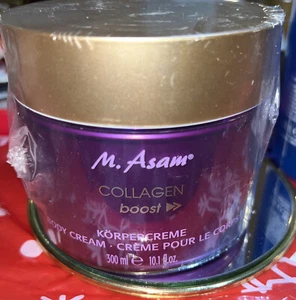 M. Asam®
COLLAGEN
boost
KÖRPERCREME
BODY CREAM · CRÈME POUR LE CORPS
300 ml ℮ 10.1 fl.oz.